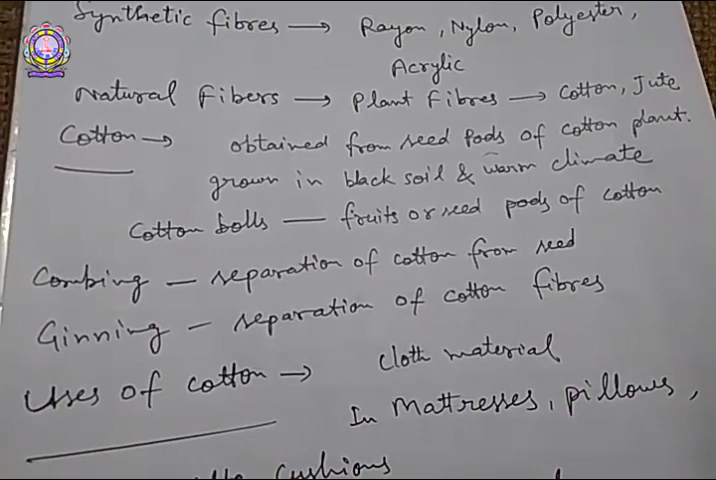 Synthetic fibres → Rayon, Nylon, Polyester,
Acrylic
Natural Fibers → Plant Fibres → Cotton, Jute
Cotton → obtained from seed Pods of cotton plant.
grown in black soil & warm climate
Cotton bolls — fruits or seed pods of cotton
Combing — separation of cotton from seed
Ginning — separation of cotton fibres
Uses of cotton → cloth material
In Mattresses, pillows,
cushions